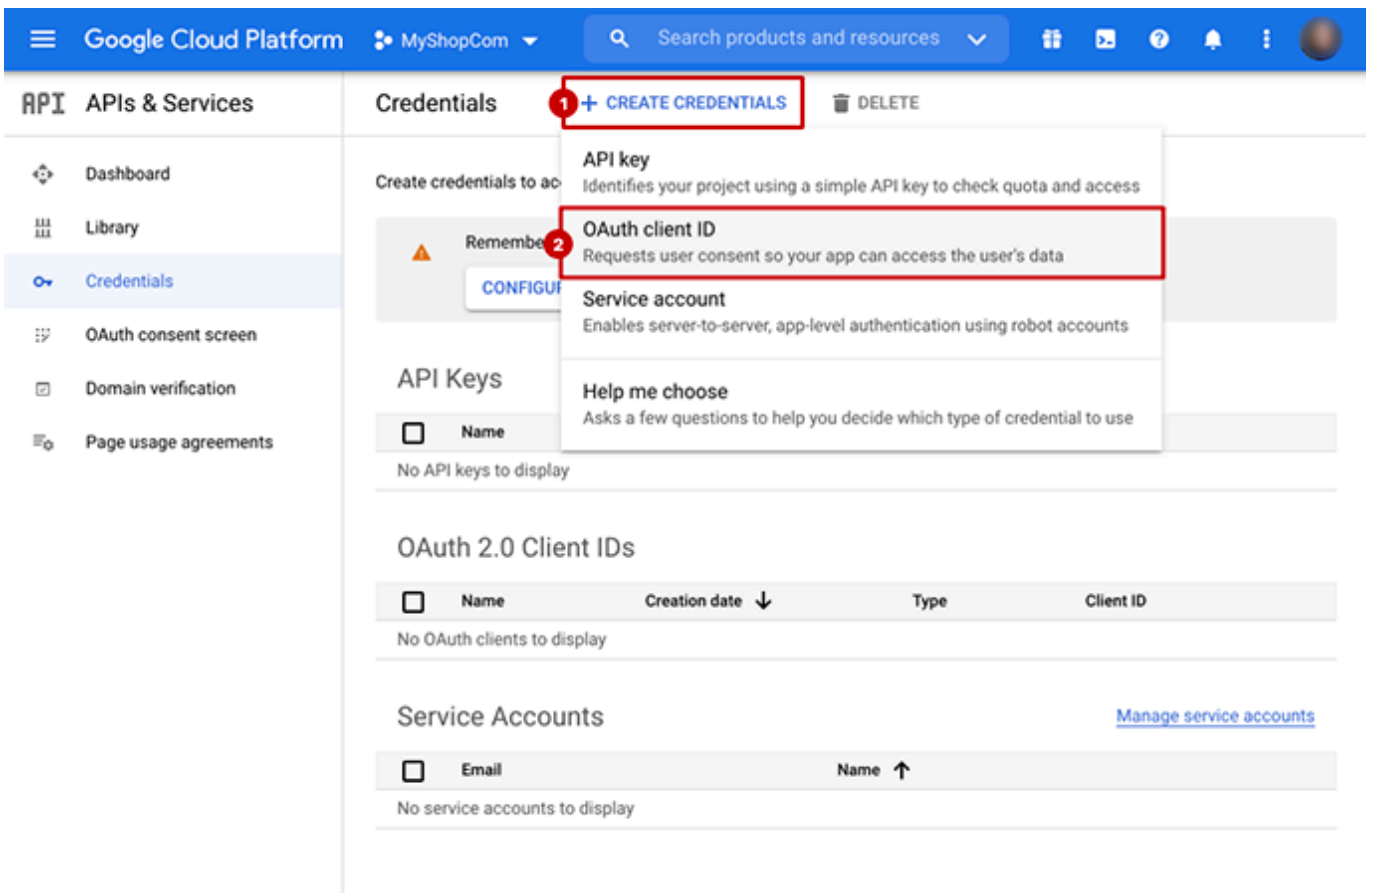 Google Cloud Platform
MyShopCom
Search products and resources
API APIs & Services
Credentials
1
+ CREATE CREDENTIALS
DELETE
Dashboard
Library
Credentials
OAuth consent screen
Domain verification
Page usage agreements
Create credentials to ac
Remembe
CONFIGUR
API key
Identifies your project using a simple API key to check quota and access
2
OAuth client ID
Requests user consent so your app can access the user's data
Service account
Enables server-to-server, app-level authentication using robot accounts
Help me choose
Asks a few questions to help you decide which type of credential to use
API Keys
Name
No API keys to display
OAuth 2.0 Client IDs
Name Creation date Type Client ID
No OAuth clients to display
Service Accounts
Manage service accounts
Email Name
No service accounts to display